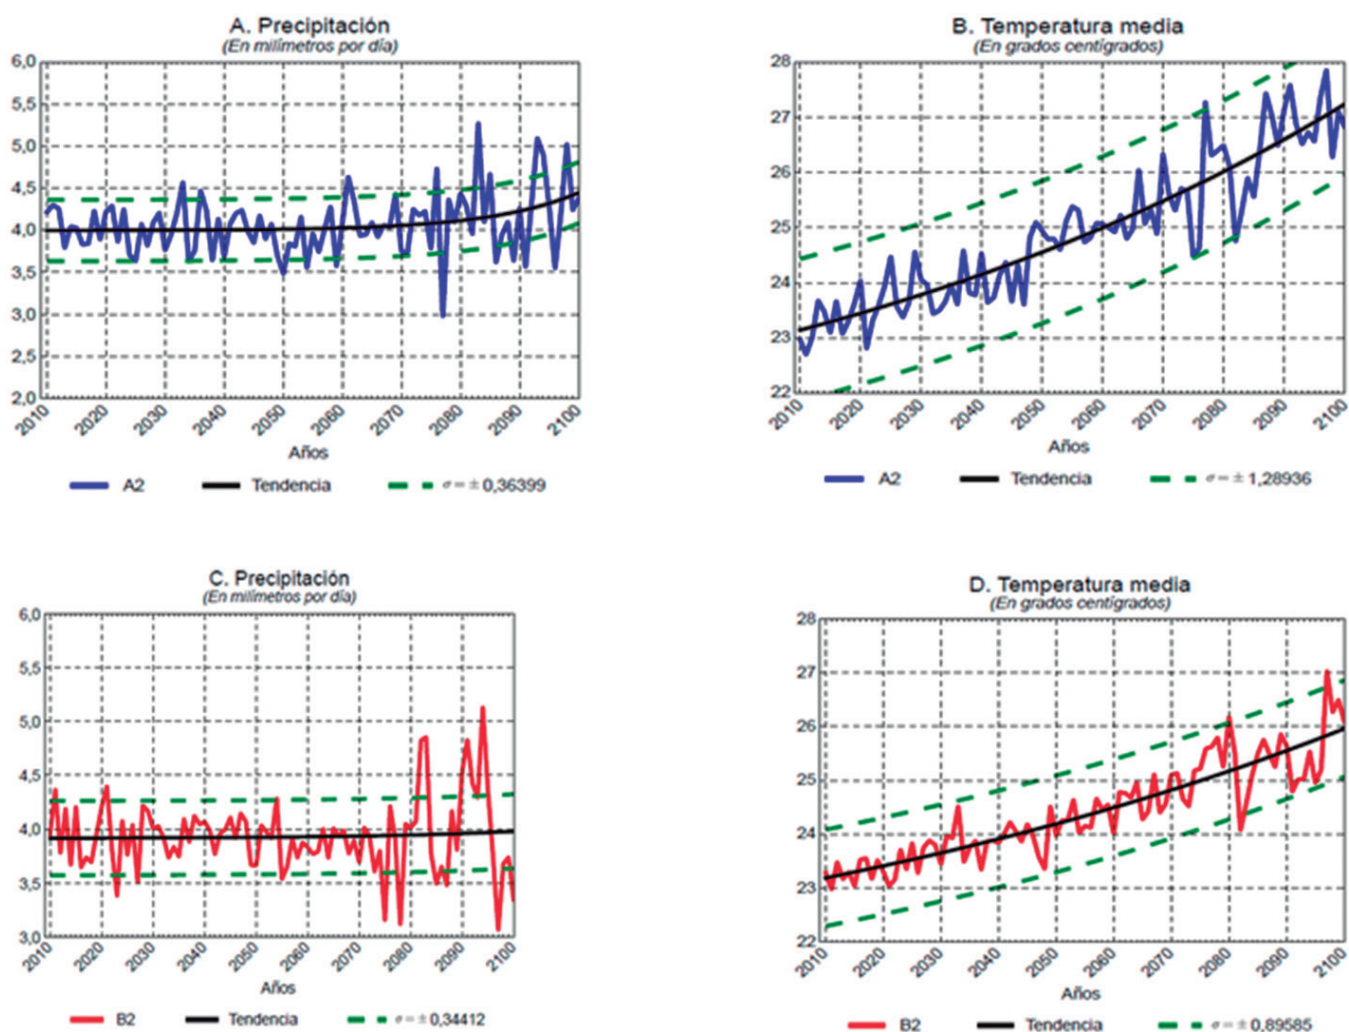 A. Precipitación
(En milímetros por día)
6,0
5,5
5,0
4,5
4,0
3,5
3,0
2,5
2,0
2010 2020 2030 2040 2050 2060 2070 2080 2090 2100
Años
A2 Tendencia σ = ± 0,36399
B. Temperatura media
(En grados centígrados)
28
27
26
25
24
23
22
2010 2020 2030 2040 2050 2060 2070 2080 2090 2100
Años
A2 Tendencia σ = ± 1,28936
C. Precipitación
(En milímetros por día)
6,0
5,5
5,0
4,5
4,0
3,5
3,0
2010 2020 2030 2040 2050 2060 2070 2080 2090 2100
Años
B2 Tendencia σ = ± 0,34412
D. Temperatura media
(En grados centígrados)
28
27
26
25
24
23
22
2010 2020 2030 2040 2050 2060 2070 2080 2090 2100
Años
B2 Tendencia σ = ± 0,89585